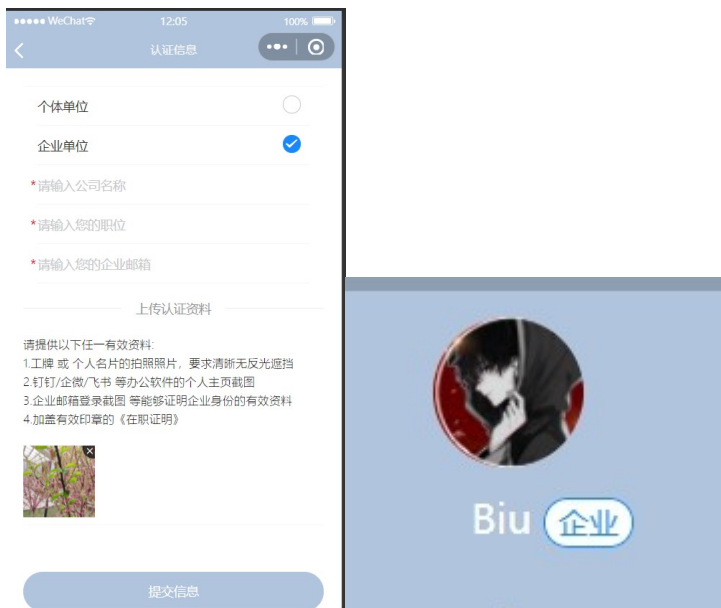 ●●●●● WeChat 12:05 100%
认证信息
个体单位
企业单位
*请输入公司名称
*请输入您的职位
*请输入您的企业邮箱
上传认证资料
请提供以下任一有效资料:
1.工牌 或 个人名片的拍照照片，要求清晰无反光遮挡
2.钉钉/企微/飞书 等办公软件的个人主页截图
3.企业邮箱登录截图 等能够证明企业身份的有效资料
4.加盖有效印章的《在职证明》
提交信息
Biu 企业